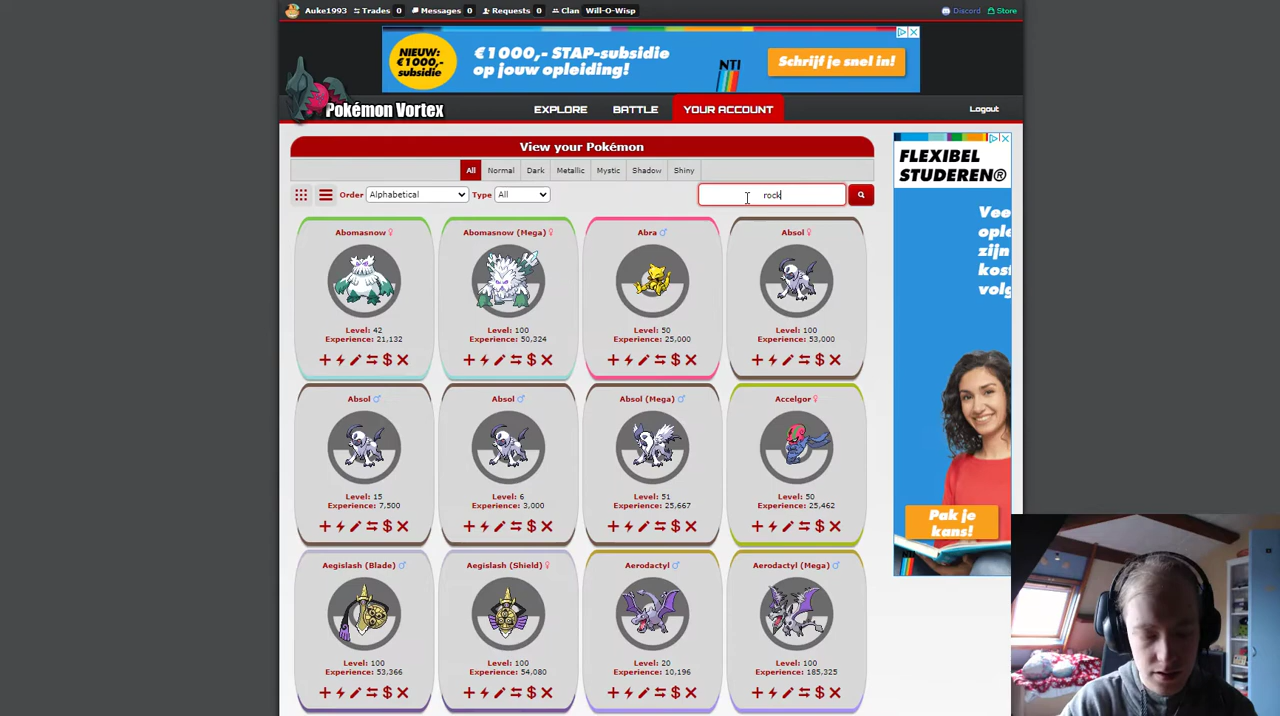 Auke1993 Trades 0 Messages 0 Requests 0 Clan Will-O-Wisp Discord Store
NIEUW:
€1000,-
subsidie
€1000,- STAP-subsidie
op jouw opleiding!
NTI
Schrijf je snel in!
Pokémon Vortex
EXPLORE BATTLE YOUR ACCOUNT Logout
View your Pokémon
All Normal Dark Metallic Mystic Shadow Shiny
Order Alphabetical Type All rock
Abomasnow ♀ Abomasnow (Mega) ♀ Abra ♂ Absol ♀
Level: 42 Level: 100 Level: 50 Level: 100
Experience: 21,132 Experience: 50,324 Experience: 25,000 Experience: 53,000
Absol ♂ Absol ♂ Absol (Mega) ♂ Accelgor ♀
Level: 15 Level: 6 Level: 51 Level: 50
Experience: 7,500 Experience: 3,000 Experience: 25,667 Experience: 25,462
Aegislash (Blade) ♂ Aegislash (Shield) ♀ Aerodactyl ♂ Aerodactyl (Mega) ♂
Level: 100 Level: 100 Level: 20 Level: 100
Experience: 53,366 Experience: 54,080 Experience: 10,196 Experience: 185,325
FLEXIBEL
STUDEREN®
Vee
ople
zijn
kost
volg
Pak je
kans!
NTI